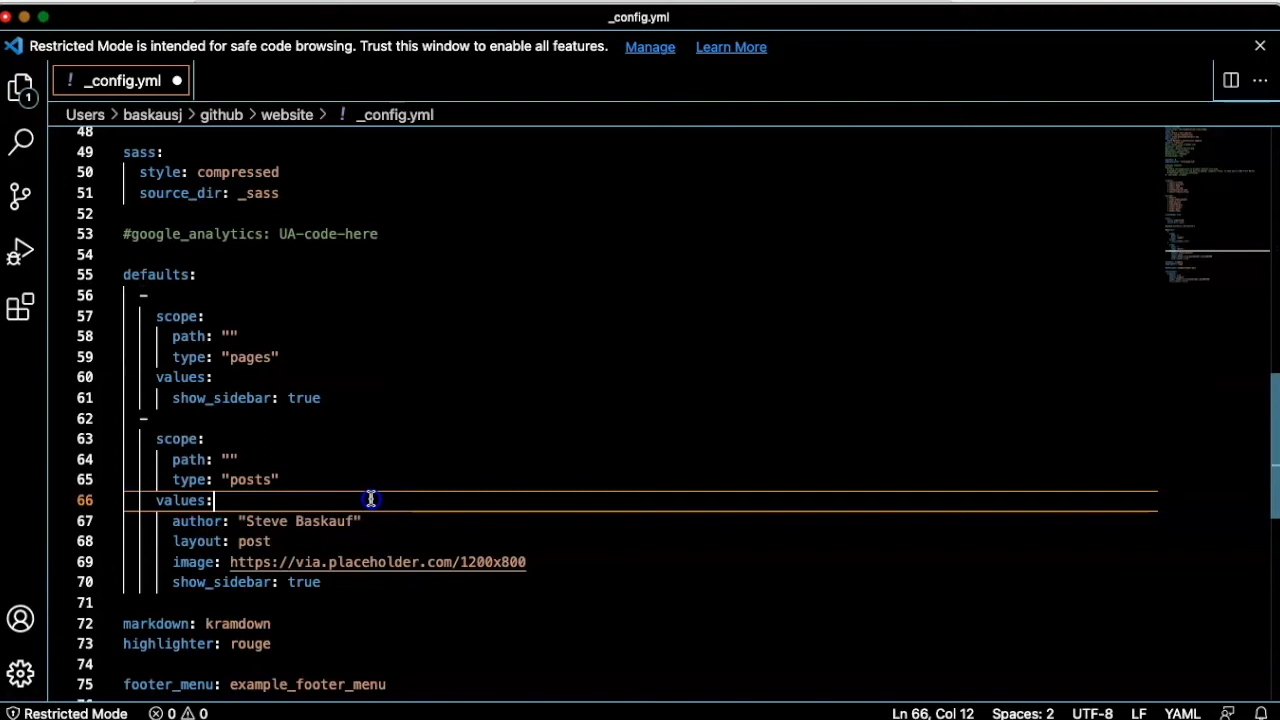 _config.yml
Restricted Mode is intended for safe code browsing. Trust this window to enable all features. Manage Learn More
! _config.yml
1
Users > baskausj > github > website > ! _config.yml
48
49 sass:
50 style: compressed
51 source_dir: _sass
52
53 #google_analytics: UA-code-here
54
55 defaults:
56 -
57 scope:
58 path: ""
59 type: "pages"
60 values:
61 show_sidebar: true
62 -
63 scope:
64 path: ""
65 type: "posts"
66 values:
67 author: "Steve Baskauf"
68 layout: post
69 image: https://via.placeholder.com/1200x800
70 show_sidebar: true
71
72 markdown: kramdown
73 highlighter: rouge
74
75 footer_menu: example_footer_menu
Restricted Mode 0 0 Ln 66, Col 12 Spaces: 2 UTF-8 LF YAML